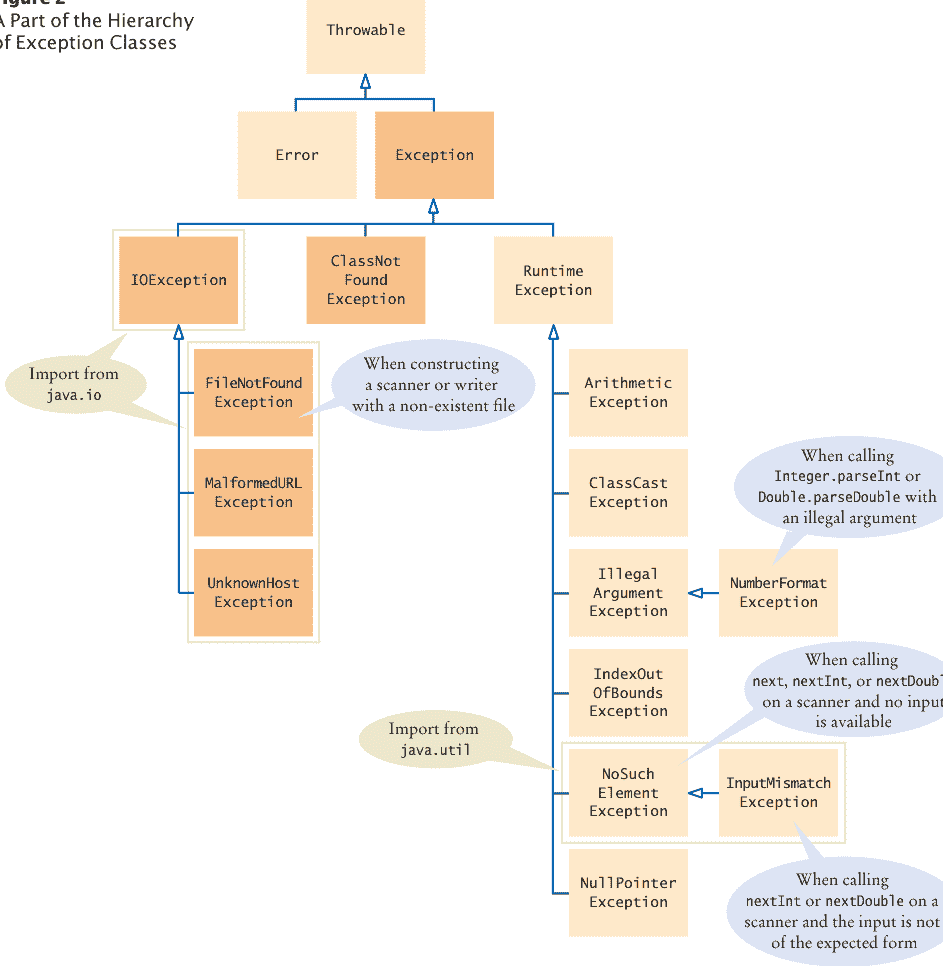 Figure 2
A Part of the Hierarchy
of Exception Classes
Throwable
Error
Exception
IOException
ClassNot
Found
Exception
Runtime
Exception
Import from
java.io
FileNotFound
Exception
When constructing
a scanner or writer
with a non-existent file
MalformedURL
Exception
UnknownHost
Exception
Arithmetic
Exception
ClassCast
Exception
When calling
Integer.parseInt or
Double.parseDouble with
an illegal argument
Illegal
Argument
Exception
NumberFormat
Exception
IndexOut
OfBounds
Exception
When calling
next, nextInt, or nextDoubl
on a scanner and no input
is available
Import from
java.util
NoSuch
Element
Exception
InputMismatch
Exception
NullPointer
Exception
When calling
nextInt or nextDouble on a
scanner and the input is not
of the expected form